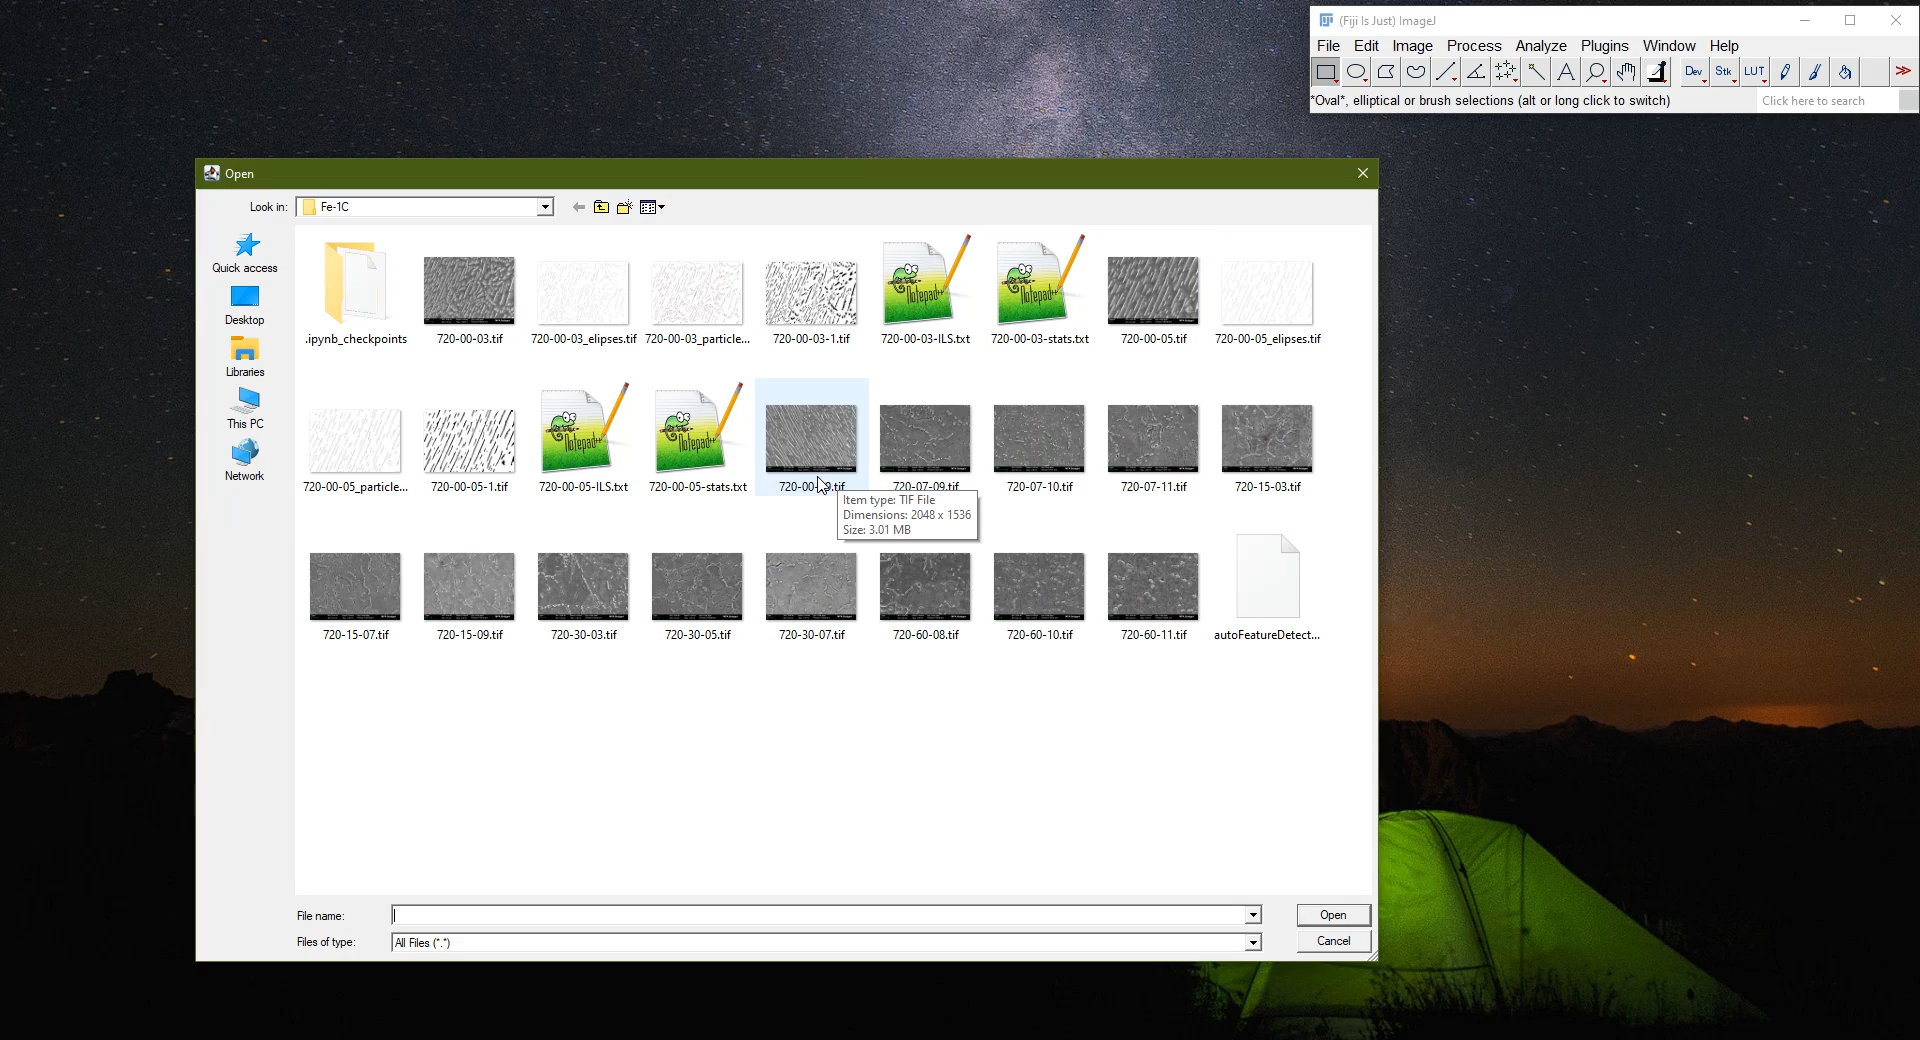 (Fiji Is Just) ImageJ
File Edit Image Process Analyze Plugins Window Help
Dev Stk LUT
*Oval*, elliptical or brush selections (alt or long click to switch)
Click here to search
Open
Look in: Fe-1C
Quick access
Desktop
Libraries
This PC
Network
.ipynb_checkpoints 720-00-03.tif 720-00-03_elipses.tif 720-00-03_particle... 720-00-03-1.tif 720-00-03-ILS.txt 720-00-03-stats.txt 720-00-05.tif 720-00-05_elipses.tif
720-00-05_particle... 720-00-05-1.tif 720-00-05-ILS.txt 720-00-05-stats.txt 720-07-09.tif 720-07-10.tif 720-07-11.tif 720-15-03.tif
Item type: TIF File
Dimensions: 2048 x 1536
Size: 3.01 MB
720-15-07.tif 720-15-09.tif 720-30-03.tif 720-30-05.tif 720-30-07.tif 720-60-08.tif 720-60-10.tif 720-60-11.tif autoFeatureDetect...
File name:
Open
Files of type: All Files (*.*)
Cancel